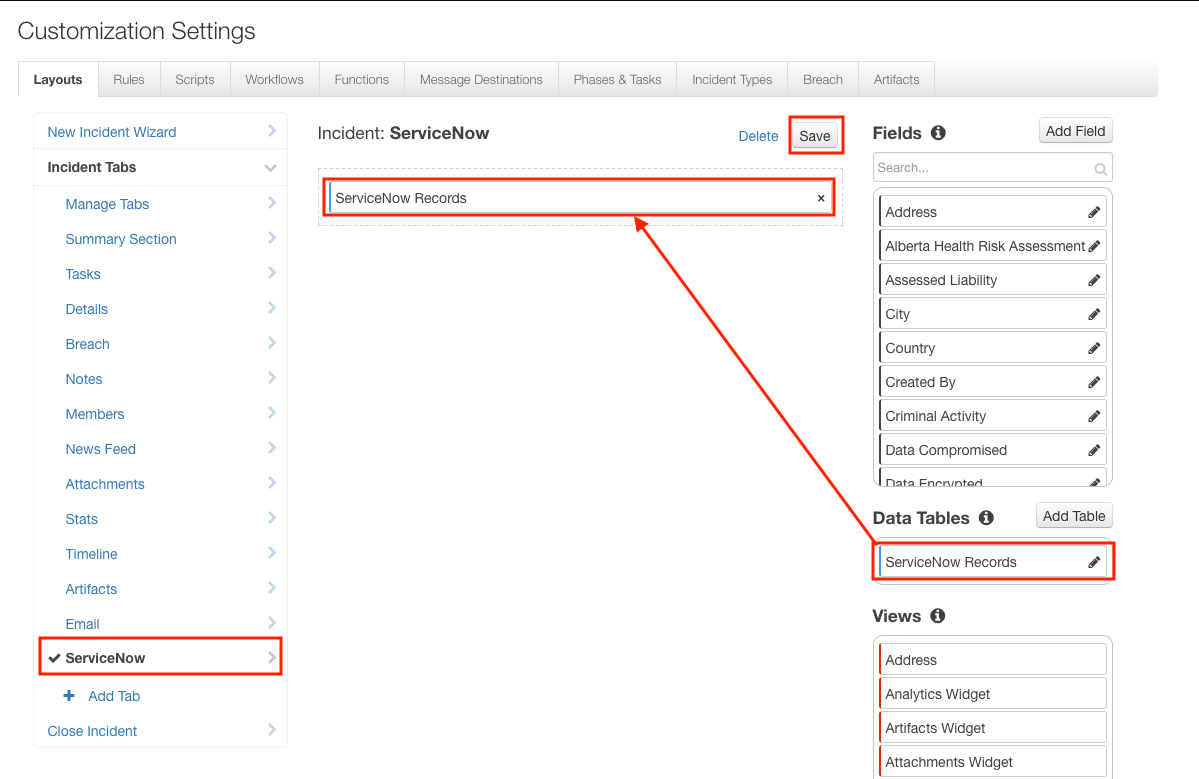 Customization Settings
Layouts
Rules
Scripts
Workflows
Functions
Message Destinations
Phases & Tasks
Incident Types
Breach
Artifacts
New Incident Wizard
Incident Tabs
Manage Tabs
Summary Section
Tasks
Details
Breach
Notes
Members
News Feed
Attachments
Stats
Timeline
Artifacts
Email
ServiceNow
Add Tab
Close Incident
Incident: ServiceNow
Delete
Save
ServiceNow Records
Fields
Add Field
Search...
Address
Alberta Health Risk Assessment
Assessed Liability
City
Country
Created By
Criminal Activity
Data Compromised
Data Encrypted
Data Tables
Add Table
ServiceNow Records
Views
Address
Analytics Widget
Artifacts Widget
Attachments Widget